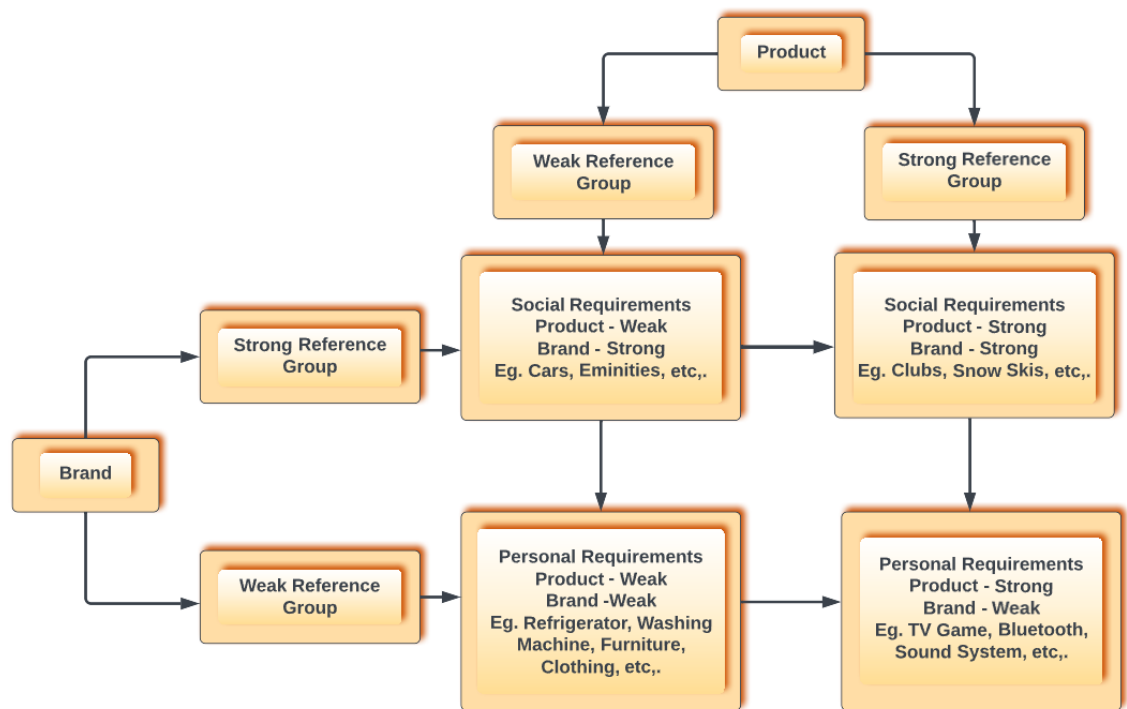 Product
Weak Reference
Group
Strong Reference
Group
Social Requirements
Product - Weak
Brand - Strong
Eg. Cars, Eminities, etc,.
Social Requirements
Product - Strong
Brand - Strong
Eg. Clubs, Snow Skis, etc,.
Strong Reference
Group
Brand
Weak Reference
Group
Personal Requirements
Product - Weak
Brand -Weak
Eg. Refrigerator, Washing
Machine, Furniture,
Clothing, etc,.
Personal Requirements
Product - Strong
Brand - Weak
Eg. TV Game, Bluetooth,
Sound System, etc,.